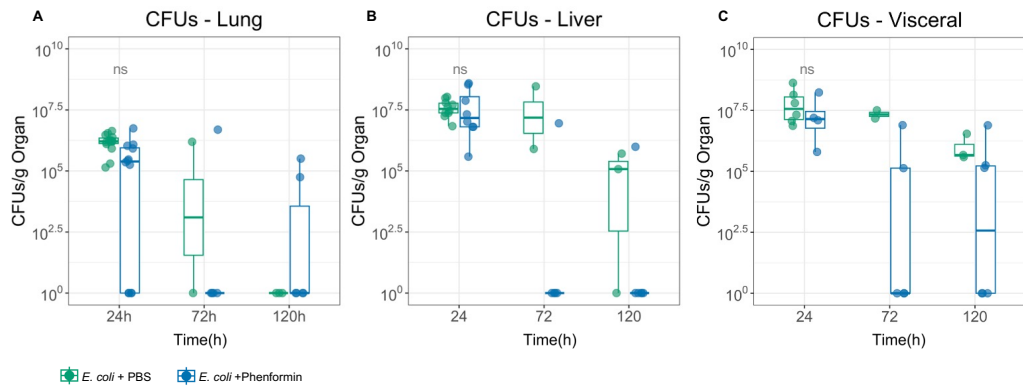 A
CFUs - Lung
CFUs/g Organ
10^10
10^7.5
10^5
10^2.5
10^0
ns
24h 72h 120h
Time(h)
B
CFUs - Liver
CFUs/g Organ
10^10
10^7.5
10^5
10^2.5
10^0
ns
24 72 120
Time(h)
C
CFUs - Visceral
CFUs/g Organ
10^10
10^7.5
10^5
10^2.5
10^0
ns
24 72 120
Time(h)
E. coli + PBS E. coli +Phenformin